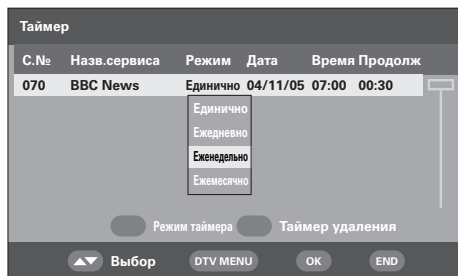 Таймер
С.№ Назв.сервиса Режим Дата Время Продолж
070 BBC News Единично 04/11/05 07:00 00:30
Единично
Ежедневно
Еженедельно
Ежемесячно
Режим таймера Таймер удаления
Выбор DTV MENU OK END